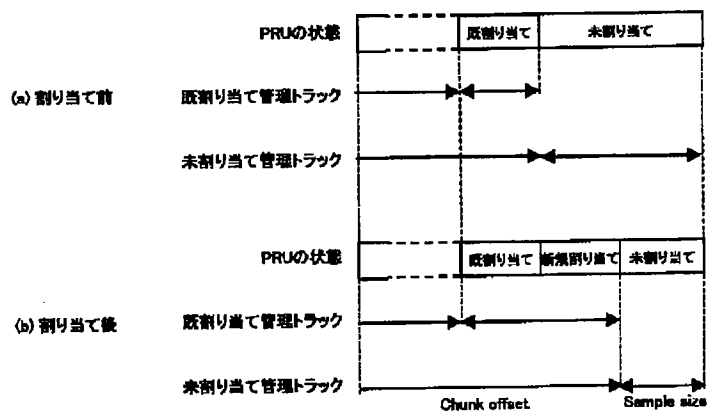 PRUの状態
既割り当て
未割り当て
(a) 割り当て前
既割り当て管理トラック
未割り当て管理トラック
PRUの状態
既割り当て
新規割り当て
未割り当て
(b) 割り当て後
既割り当て管理トラック
未割り当て管理トラック
Chunk offset
Sample size